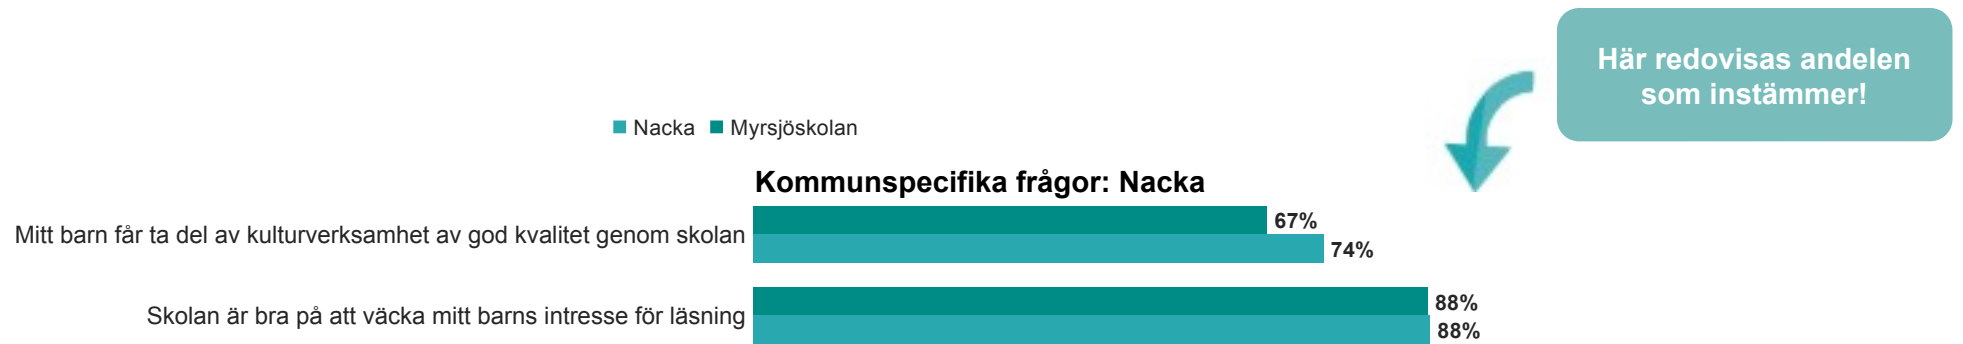 Här redovisas andelen
som instämmer!
Nacka Myrsjöskolan
Kommunspecifika frågor: Nacka
Mitt barn får ta del av kulturverksamhet av god kvalitet genom skolan
67%
74%
Skolan är bra på att väcka mitt barns intresse för läsning
88%
88%